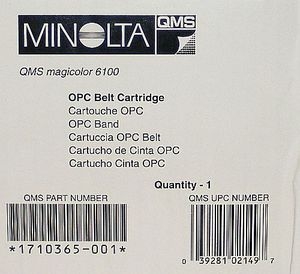 MINOLTA QMS
QMS magicolor 6100
OPC Belt Cartridge
Cartouche OPC
OPC Band
Cartuccia OPC Belt
Cartucho de Cinta OPC
Cartucho Cinta OPC
Quantity - 1
QMS PART NUMBER QMS UPC NUMBER
*1710365-001* 0 39281 02149 7